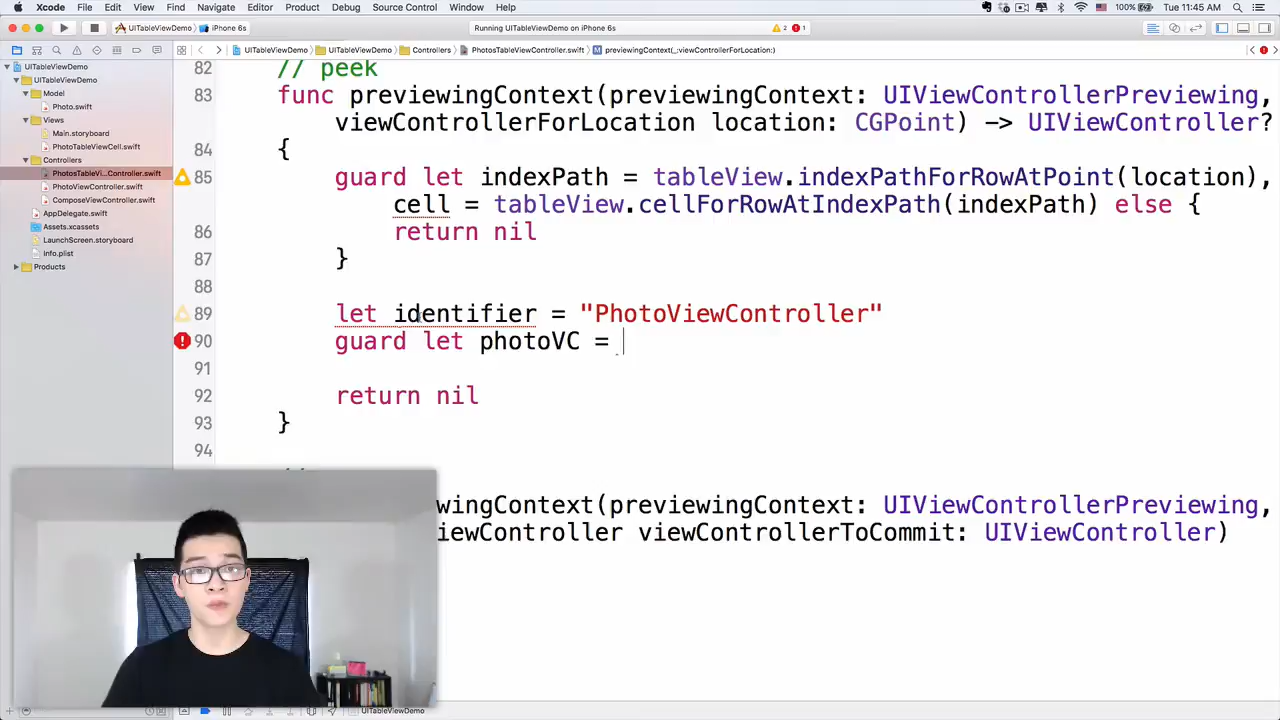 Xcode File Edit View Find Navigate Editor Product Debug Source Control Window Help 100% Tue 11:45 AM
UITableViewDemo iPhone 6s Running UITableViewDemo on iPhone 6s 2 1
UITableViewDemo UITableViewDemo Controllers PhotosTableViewController.swift previewingContext(_:viewControllerForLocation:)
UITableViewDemo
UITableViewDemo
Model
Photo.swift
Views
Main.storyboard
PhotoTableViewCell.swift
Controllers
PhotosTableVi...Controller.swift
PhotoViewController.swift
ComposeViewController.swift
AppDelegate.swift
Assets.xcassets
LaunchScreen.storyboard
Info.plist
Products
82 // peek
83 func previewingContext(previewingContext: UIViewControllerPreviewing,
viewControllerForLocation location: CGPoint) -> UIViewController?
84 {
85 guard let indexPath = tableView.indexPathForRowAtPoint(location),
cell = tableView.cellForRowAtIndexPath(indexPath) else {
86 return nil
87 }
88
89 let identifier = "PhotoViewController"
90 guard let photoVC =
91
92 return nil
93 }
94
wingContext(previewingContext: UIViewControllerPreviewing,
iewController viewControllerToCommit: UIViewController)
UITableViewDemo